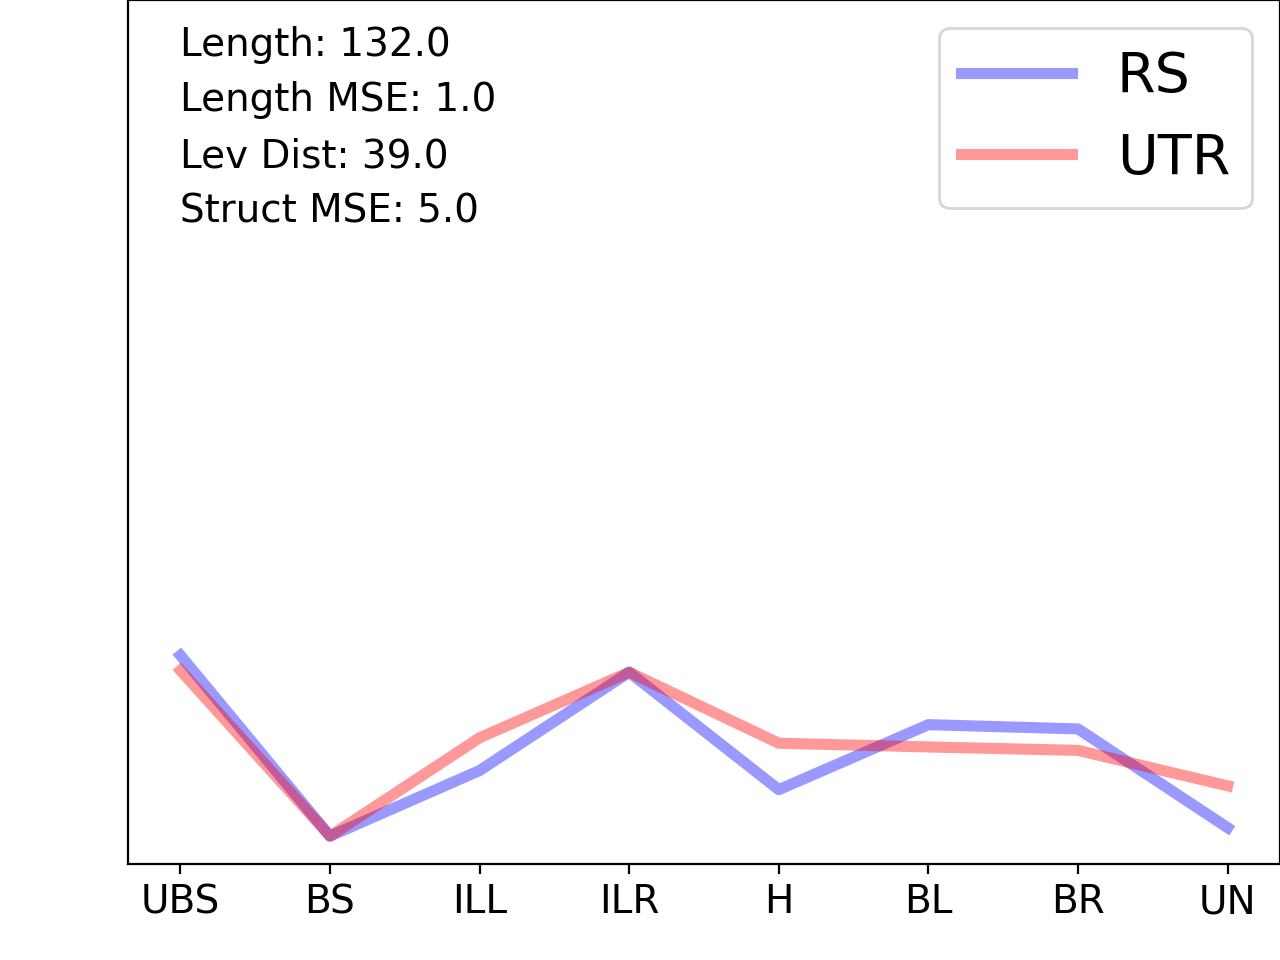 Length: 132.0
Length MSE: 1.0
Lev Dist: 39.0
Struct MSE: 5.0
RS
UTR
UBS BS ILL ILR H BL BR UN